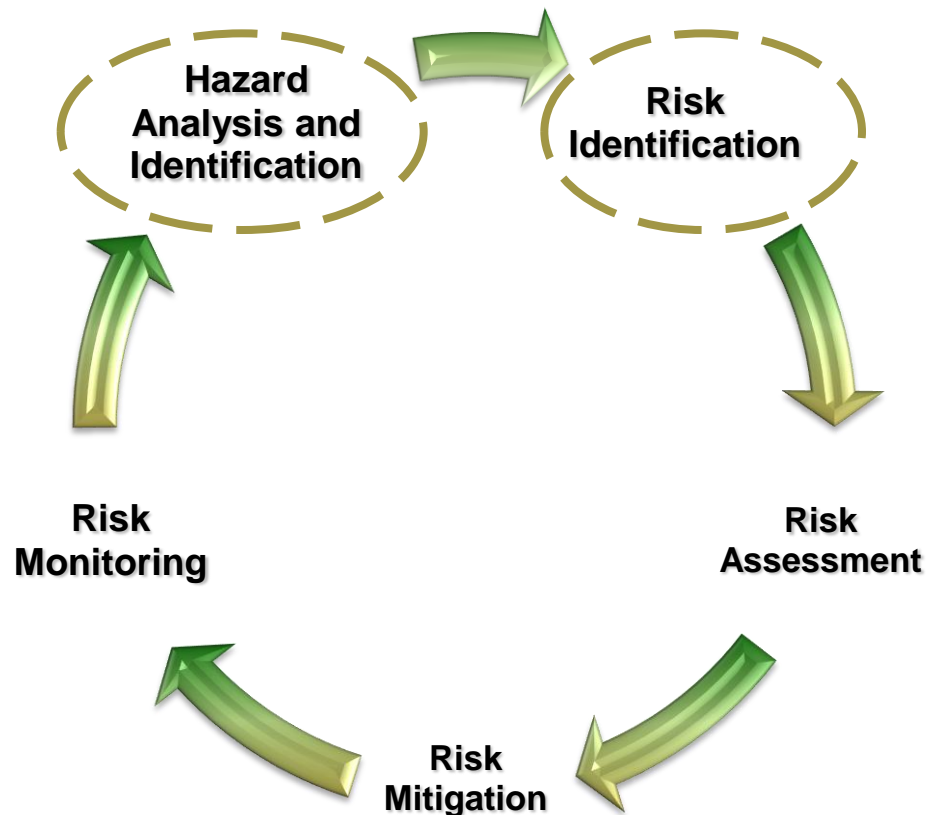 Hazard
Analysis and
Identification
Risk
Identification
Risk
Monitoring
Risk
Assessment
Risk
Mitigation